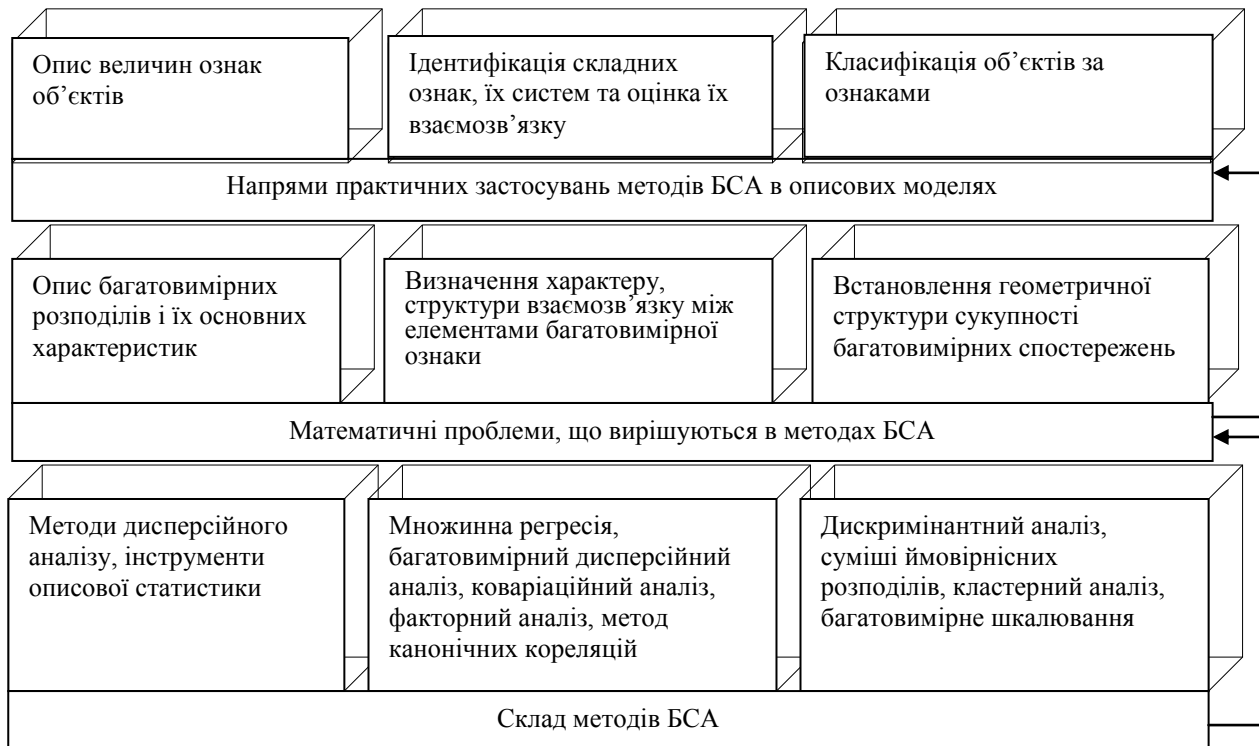 Опис величин ознак
об’єктів
Ідентифікація складних
ознак, їх систем та оцінка їх
взаємозв’язку
Класифікація об’єктів за
ознаками
Напрями практичних застосувань методів БСА в описових моделях
Опис багатовимірних
розподілів і їх основних
характеристик
Визначення характеру,
структури взаємозв’язку між
елементами багатовимірної
ознаки
Встановлення геометричної
структури сукупності
багатовимірних спостережень
Математичні проблеми, що вирішуються в методах БСА
Методи дисперсійного
аналізу, інструменти
описової статистики
Множинна регресія,
багатовимірний дисперсійний
аналіз, коваріаційний аналіз,
факторний аналіз, метод
канонічних кореляцій
Дискримінантний аналіз,
суміші ймовірнісних
розподілів, кластерний аналіз,
багатовимірне шкалювання
Склад методів БСА